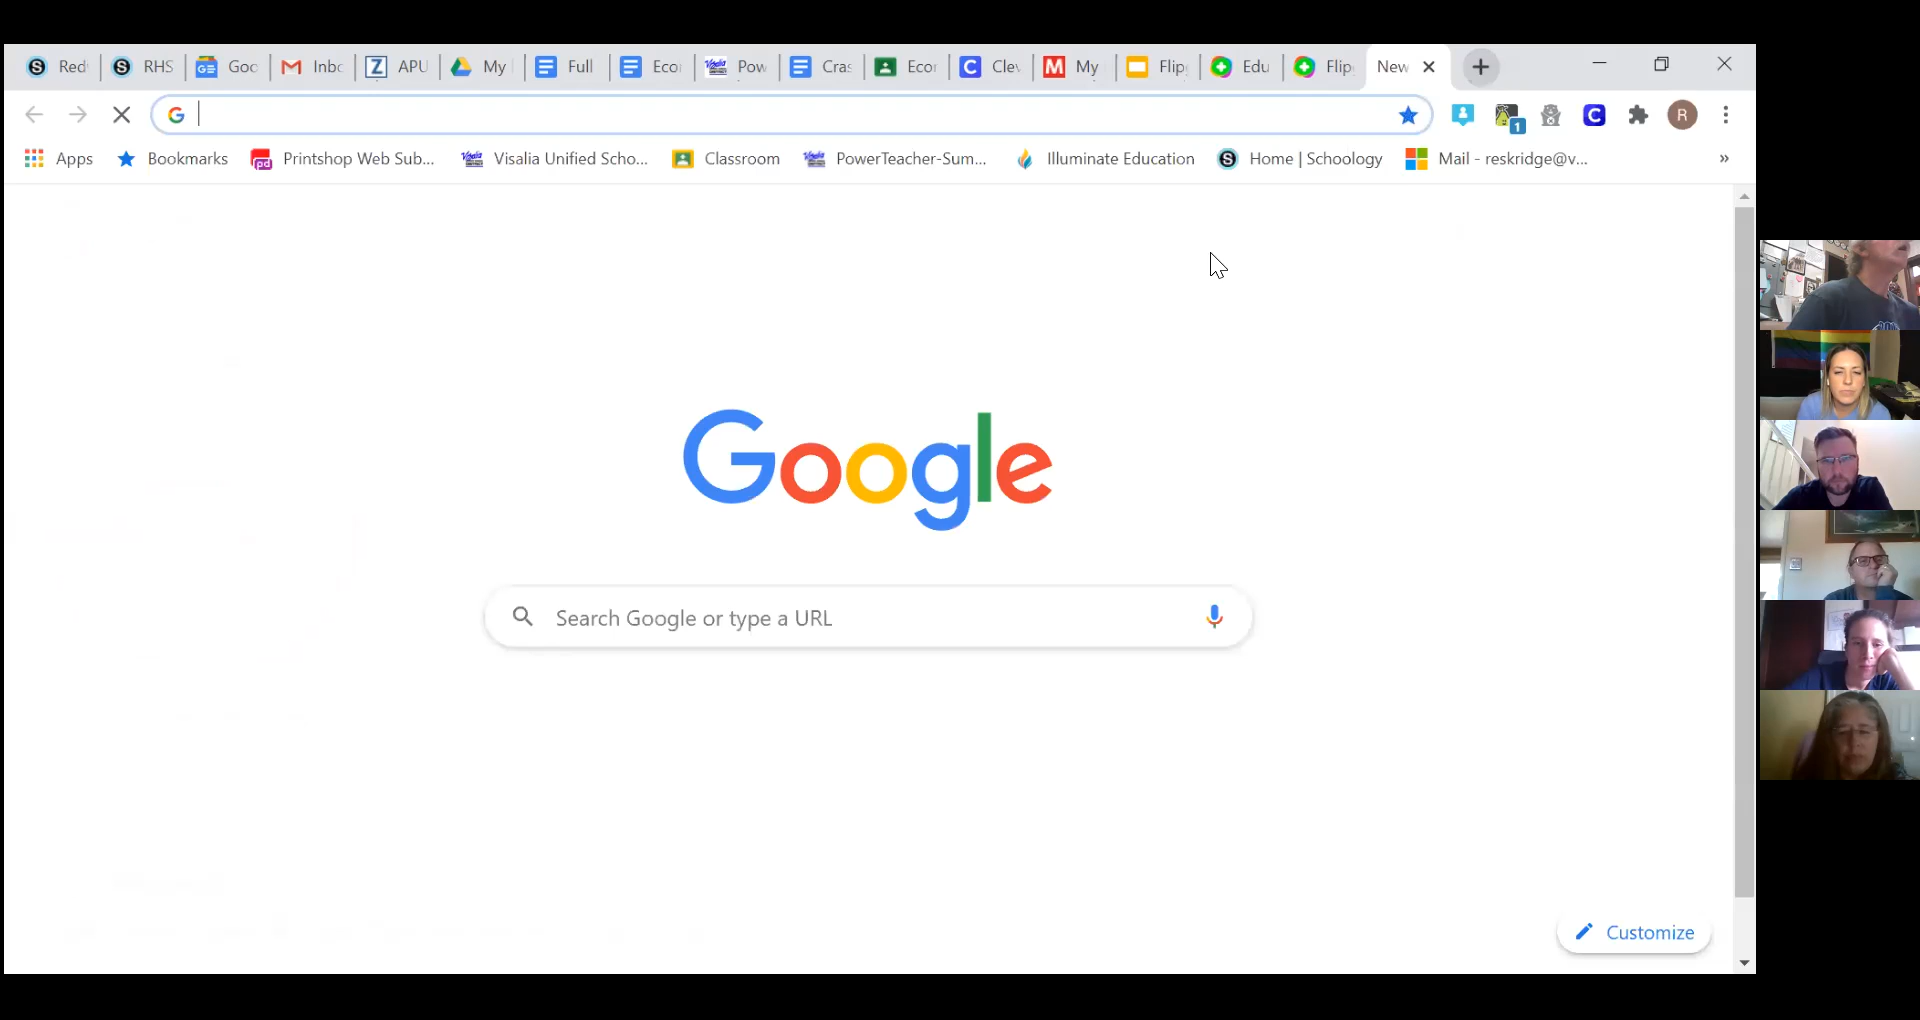 Red RHS Goo Inbo APU My Full Eco Pow Cras Econ Clev My Flip Edu Flip New
Apps Bookmarks Printshop Web Sub... Visalia Unified Scho... Classroom PowerTeacher-Sum... Illuminate Education Home | Schoology Mail - reskridge@v... »
Google
Search Google or type a URL
Customize